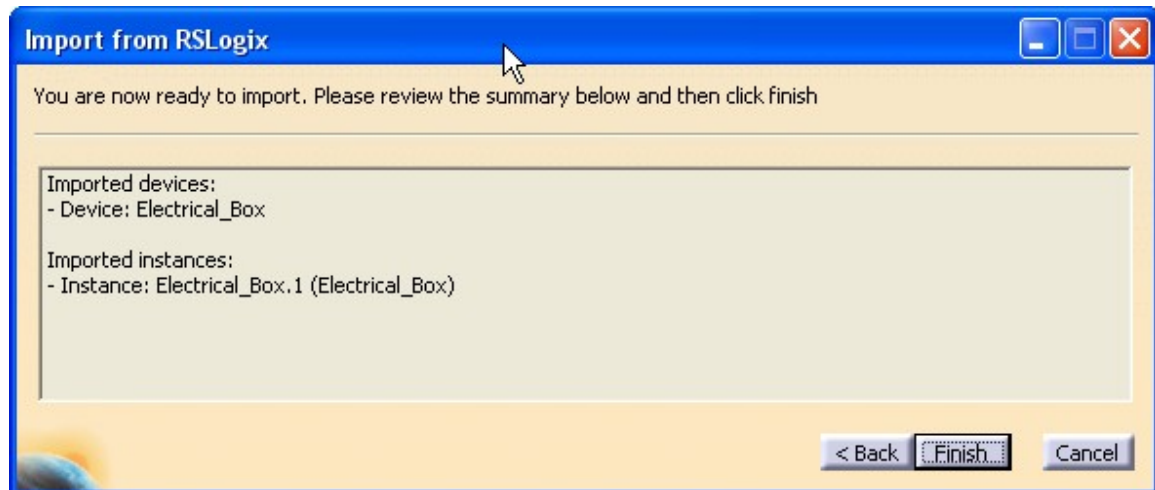 Import from RSLogix
You are now ready to import. Please review the summary below and then click finish
Imported devices:
- Device: Electrical_Box
Imported instances:
- Instance: Electrical_Box.1 (Electrical_Box)
< Back Finish Cancel